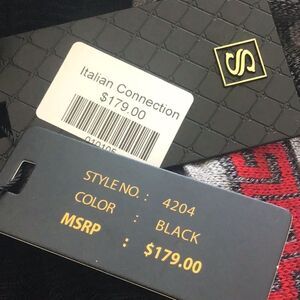 Italian Connection
$179.00
STYLE NO. : 4204
COLOR : BLACK
MSRP : $179.00